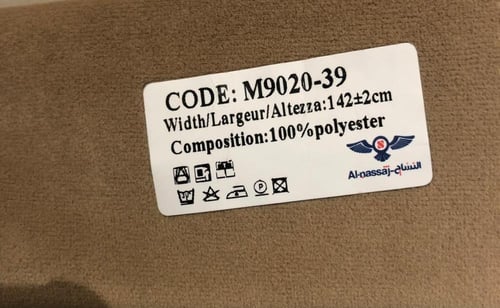 CODE: M9020-39
Width/Largeur/Altezza:142±2cm
Composition:100%polyester
Al-nassaj-النساج